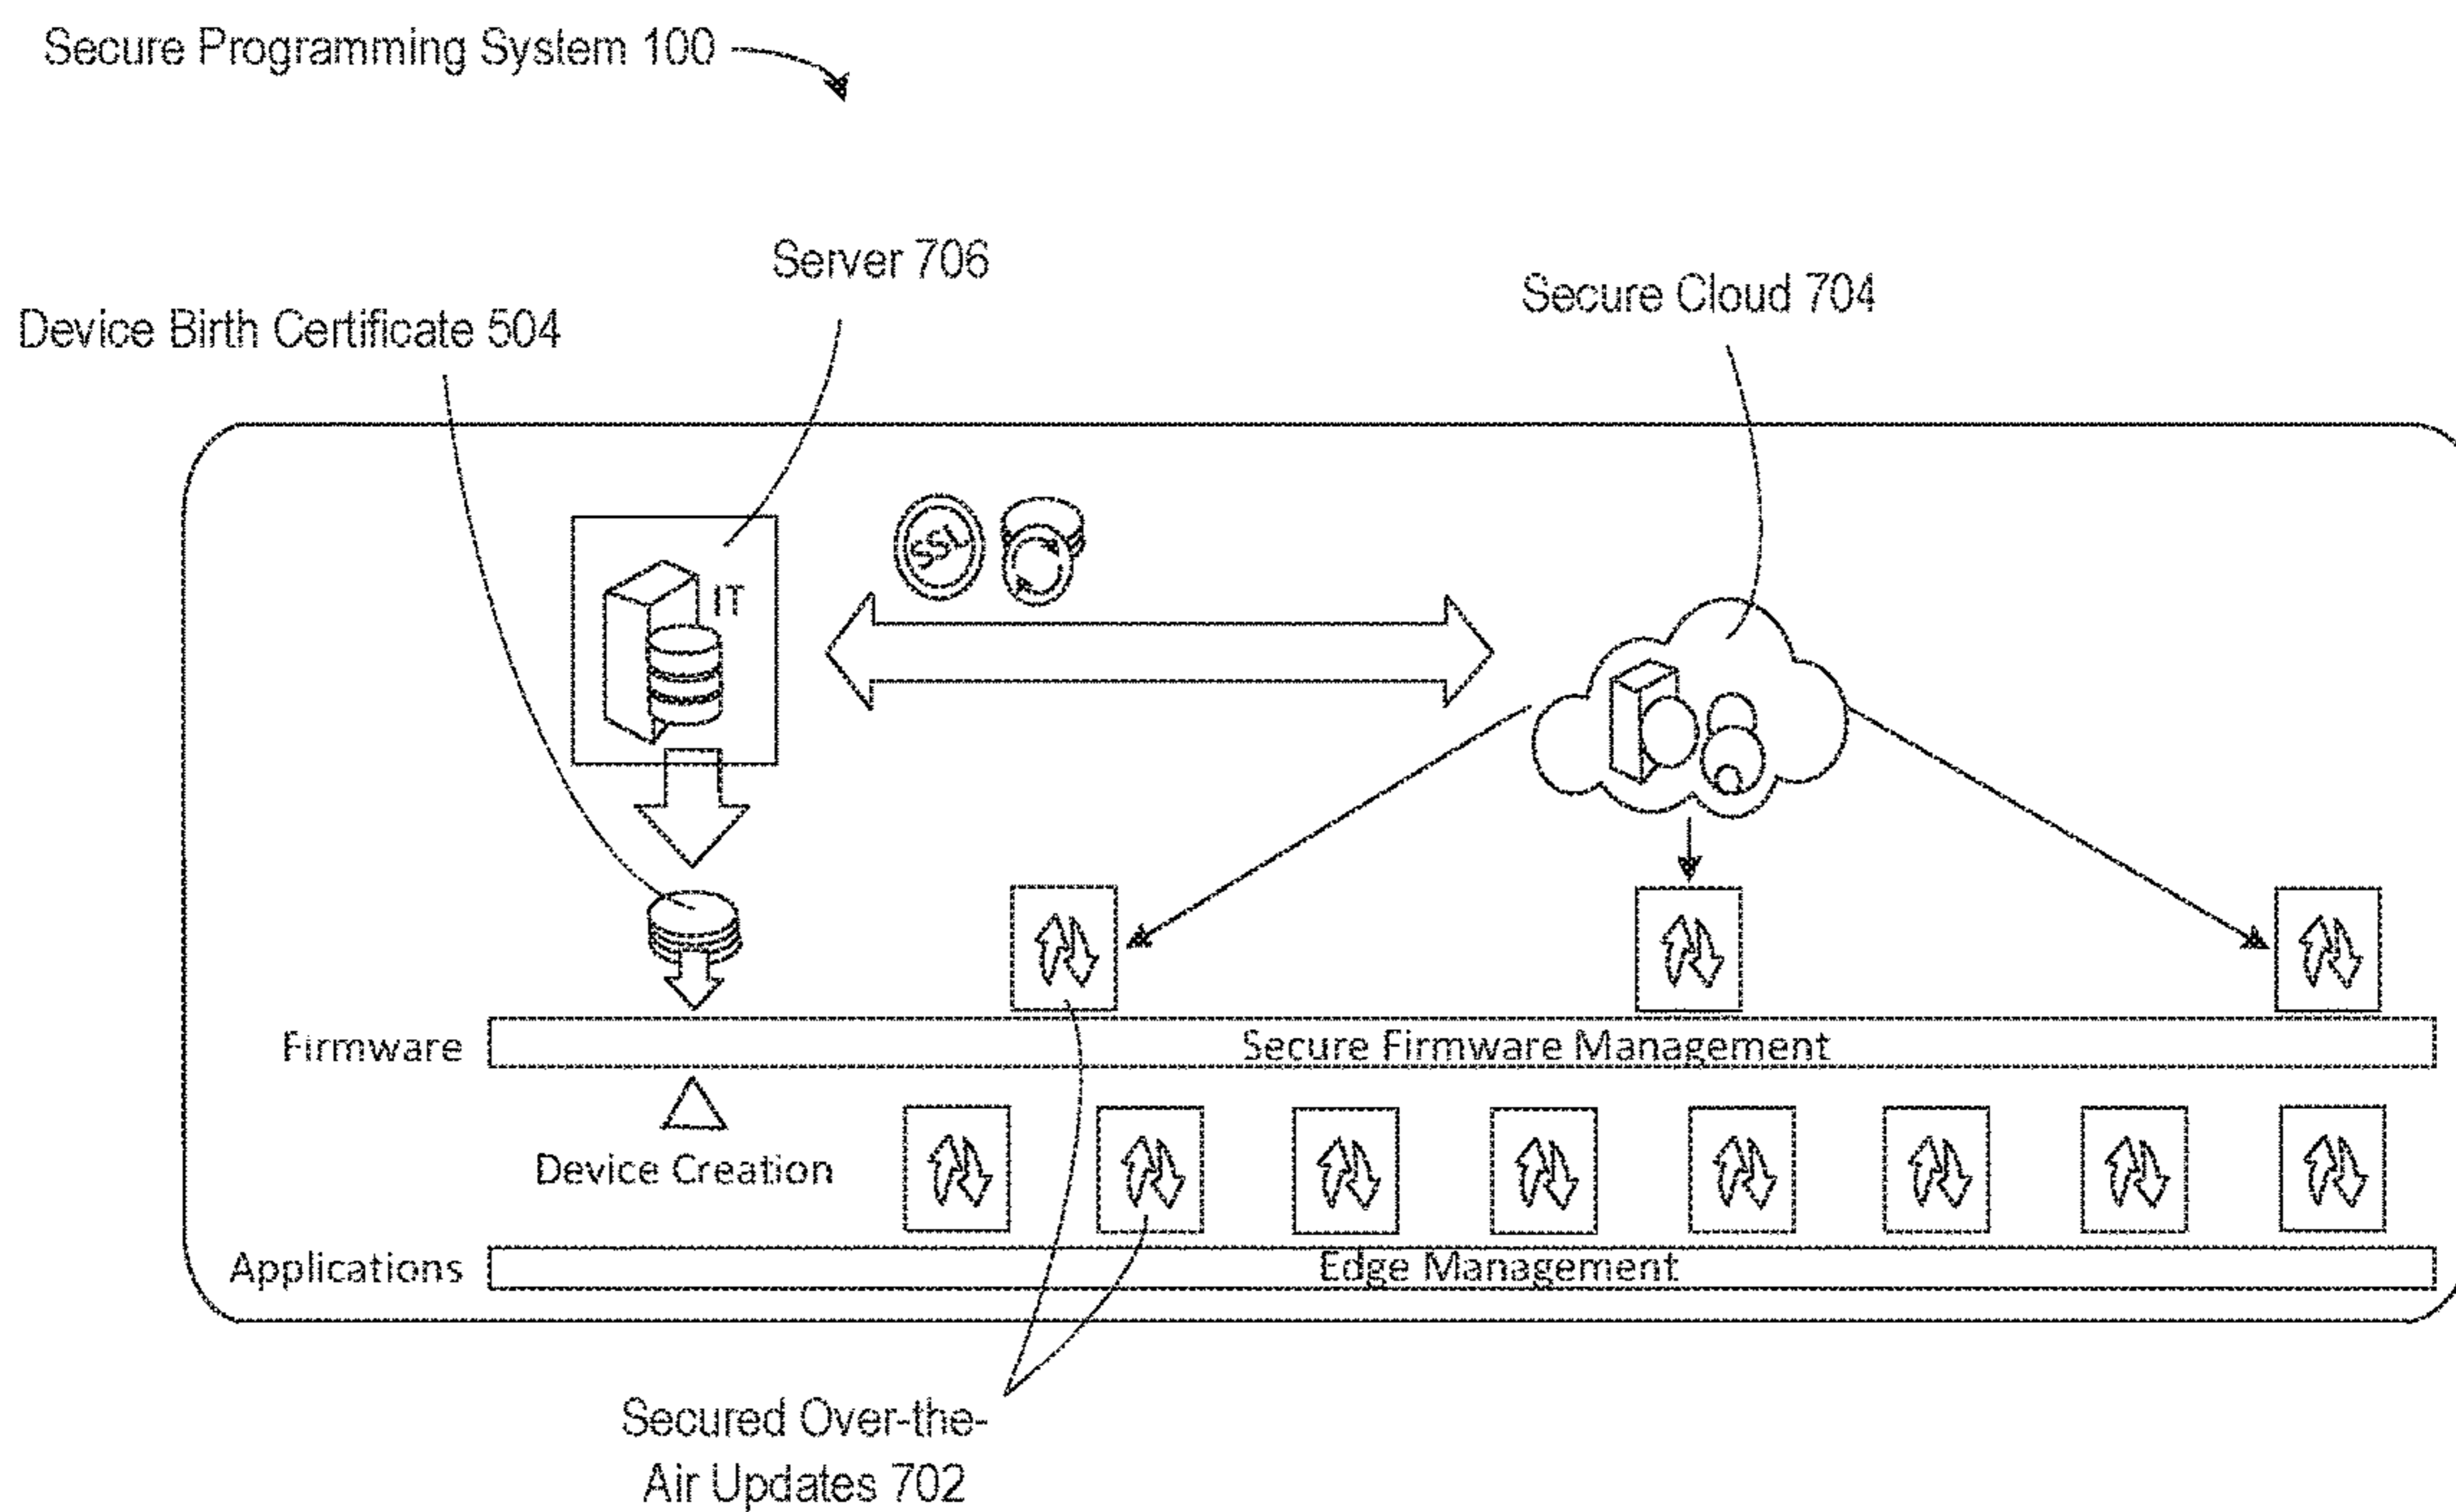 Secure Programming System 100
Server 706
Secure Cloud 704
Device Birth Certificate 504
SSL
IT
Firmware
Secure Firmware Management
Device Creation
Applications
Edge Management
Secured Over-the-
Air Updates 702